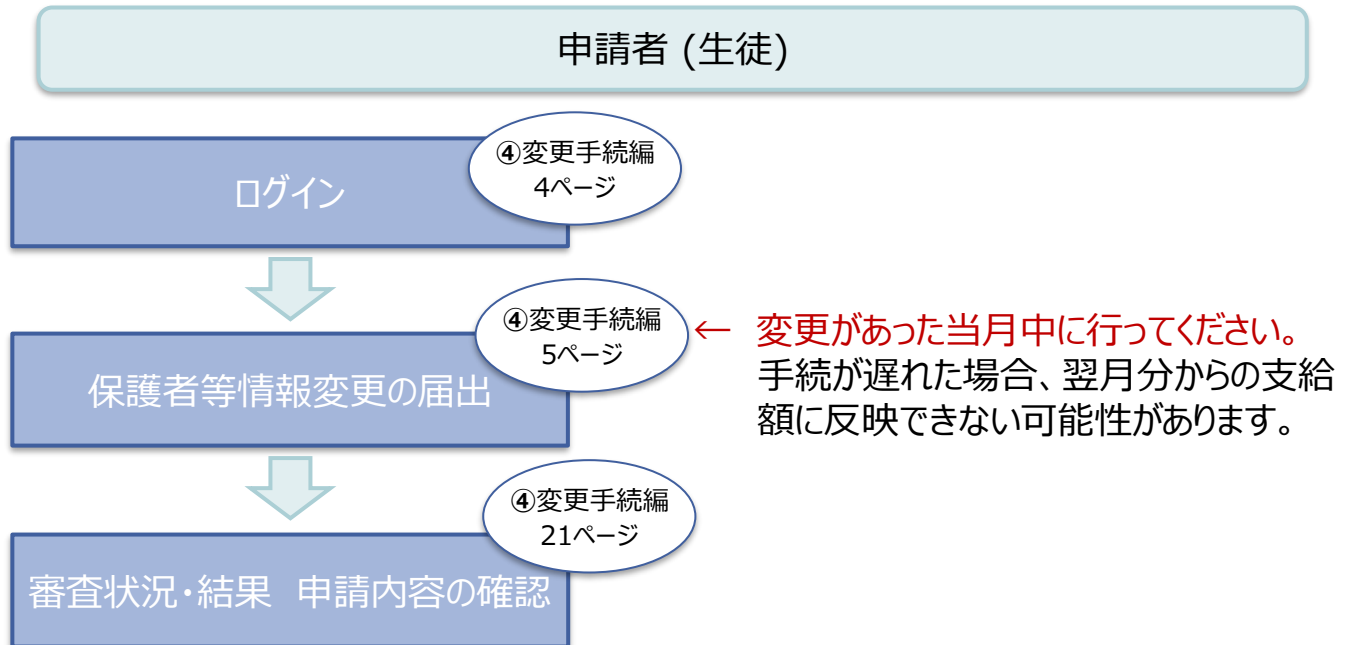 申請者 (生徒)
ログイン
④変更手続編
4ページ
保護者等情報変更の届出
④変更手続編
5ページ
← 変更があった当月中に行ってください。
手続が遅れた場合、翌月分からの支給
額に反映できない可能性があります。
審査状況・結果　申請内容の確認
④変更手続編
21ページ